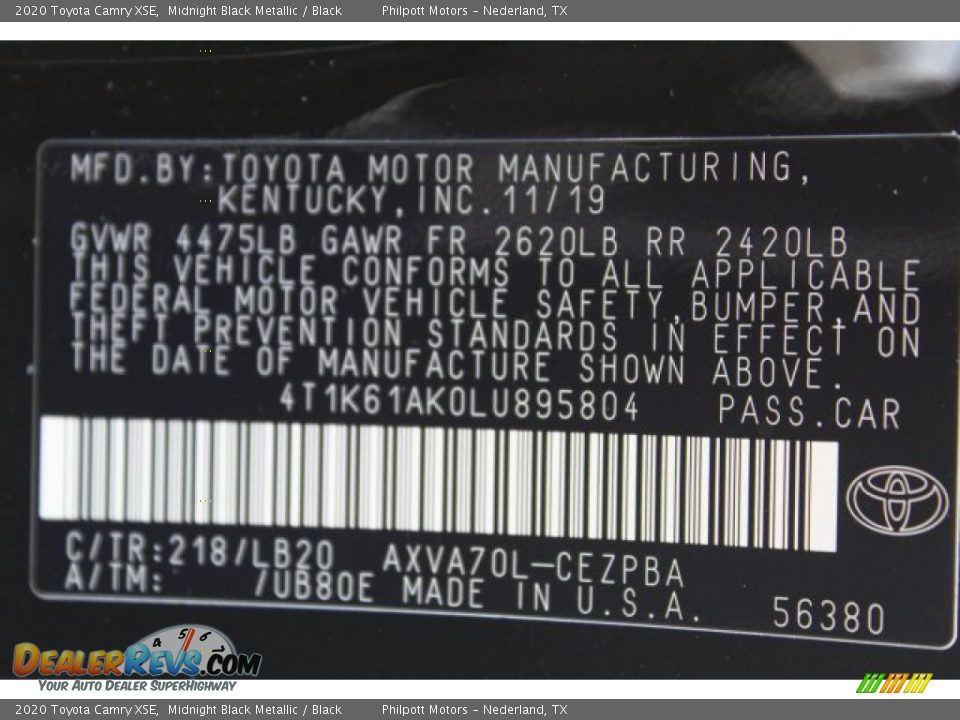 2020 Toyota Camry XSE, Midnight Black Metallic / Black Philpott Motors - Nederland, TX
MFD.BY:TOYOTA MOTOR MANUFACTURING,
KENTUCKY,INC.11/19
GVWR 4475LB GAWR FR 2620LB RR 2420LB
THIS VEHICLE CONFORMS TO ALL APPLICABLE
FEDERAL MOTOR VEHICLE SAFETY,BUMPER,AND
THEFT PREVENTION STANDARDS IN EFFECT ON
THE DATE OF MANUFACTURE SHOWN ABOVE.
4T1K61AK0LU895804 PASS.CAR
C/TR:218/LB20 AXVA70L-CEZPBA
A/TM: /UB80E MADE IN U.S.A. 56380
4 5 6
DEALERREVS.COM
YOUR AUTO DEALER SUPERHIGHWAY
2020 Toyota Camry XSE, Midnight Black Metallic / Black Philpott Motors - Nederland, TX